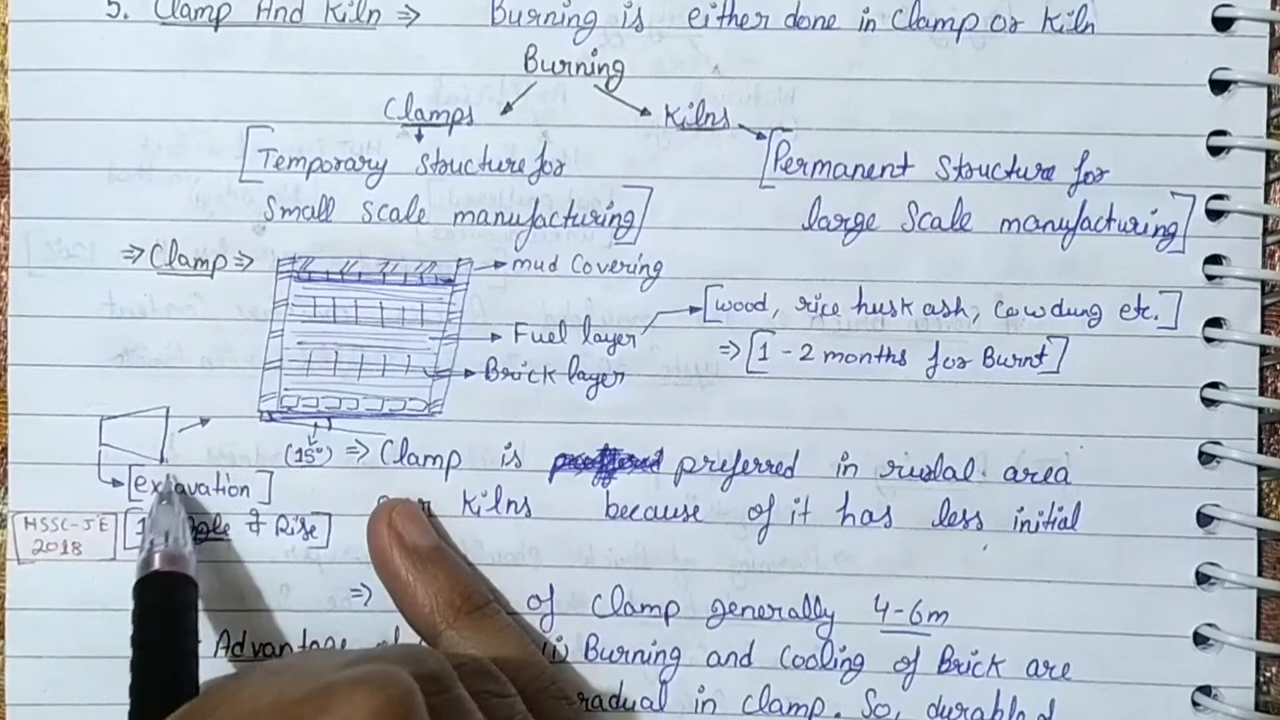 5. Clamp And Kiln ⇒ Burning is either done in Clamp or Kiln
Burning
Clamps
Kilns
[Temporary Structure for
Small Scale manufacturing]
[Permanent Structure for
large Scale manufacturing]
⇒ Clamp ⇒
mud Covering
Fuel layer
[wood, rice husk ash, Cowdung etc.]
⇒ [1-2 months for Burnt]
Brick layer
(15°) ⇒ Clamp is preferred in rural area
Kilns because of it has less initial
[excavation]
of Rise]
HSSC-JE
2018
⇒ of Clamp generally 4-6m
Advantage (i) Burning and Cooling of Brick are
radual in clamp. So, durable